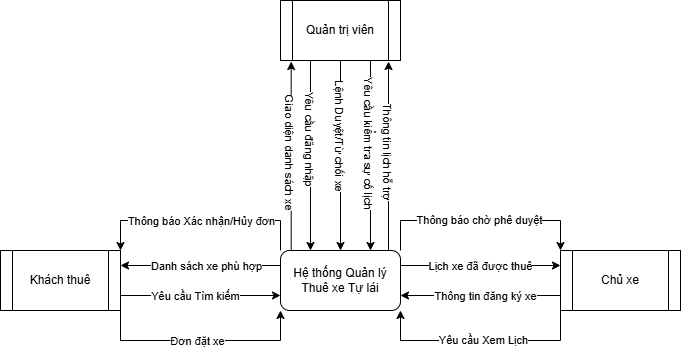 Quản trị viên
Giao diện danh sách xe
Yêu cầu đăng nhập
Lệnh Duyệt/Từ chối xe
Yêu cầu kiểm tra sự cố lịch
Thông tin lịch hỗ trợ
Thông báo Xác nhận/Hủy đơn
Thông báo chờ phê duyệt
Khách thuê
Danh sách xe phù hợp
Hệ thống Quản lý
Thuê xe Tự lái
Lịch xe đã được thuê
Chủ xe
Yêu cầu Tìm kiếm
Thông tin đăng ký xe
Đơn đặt xe
Yêu cầu Xem Lịch